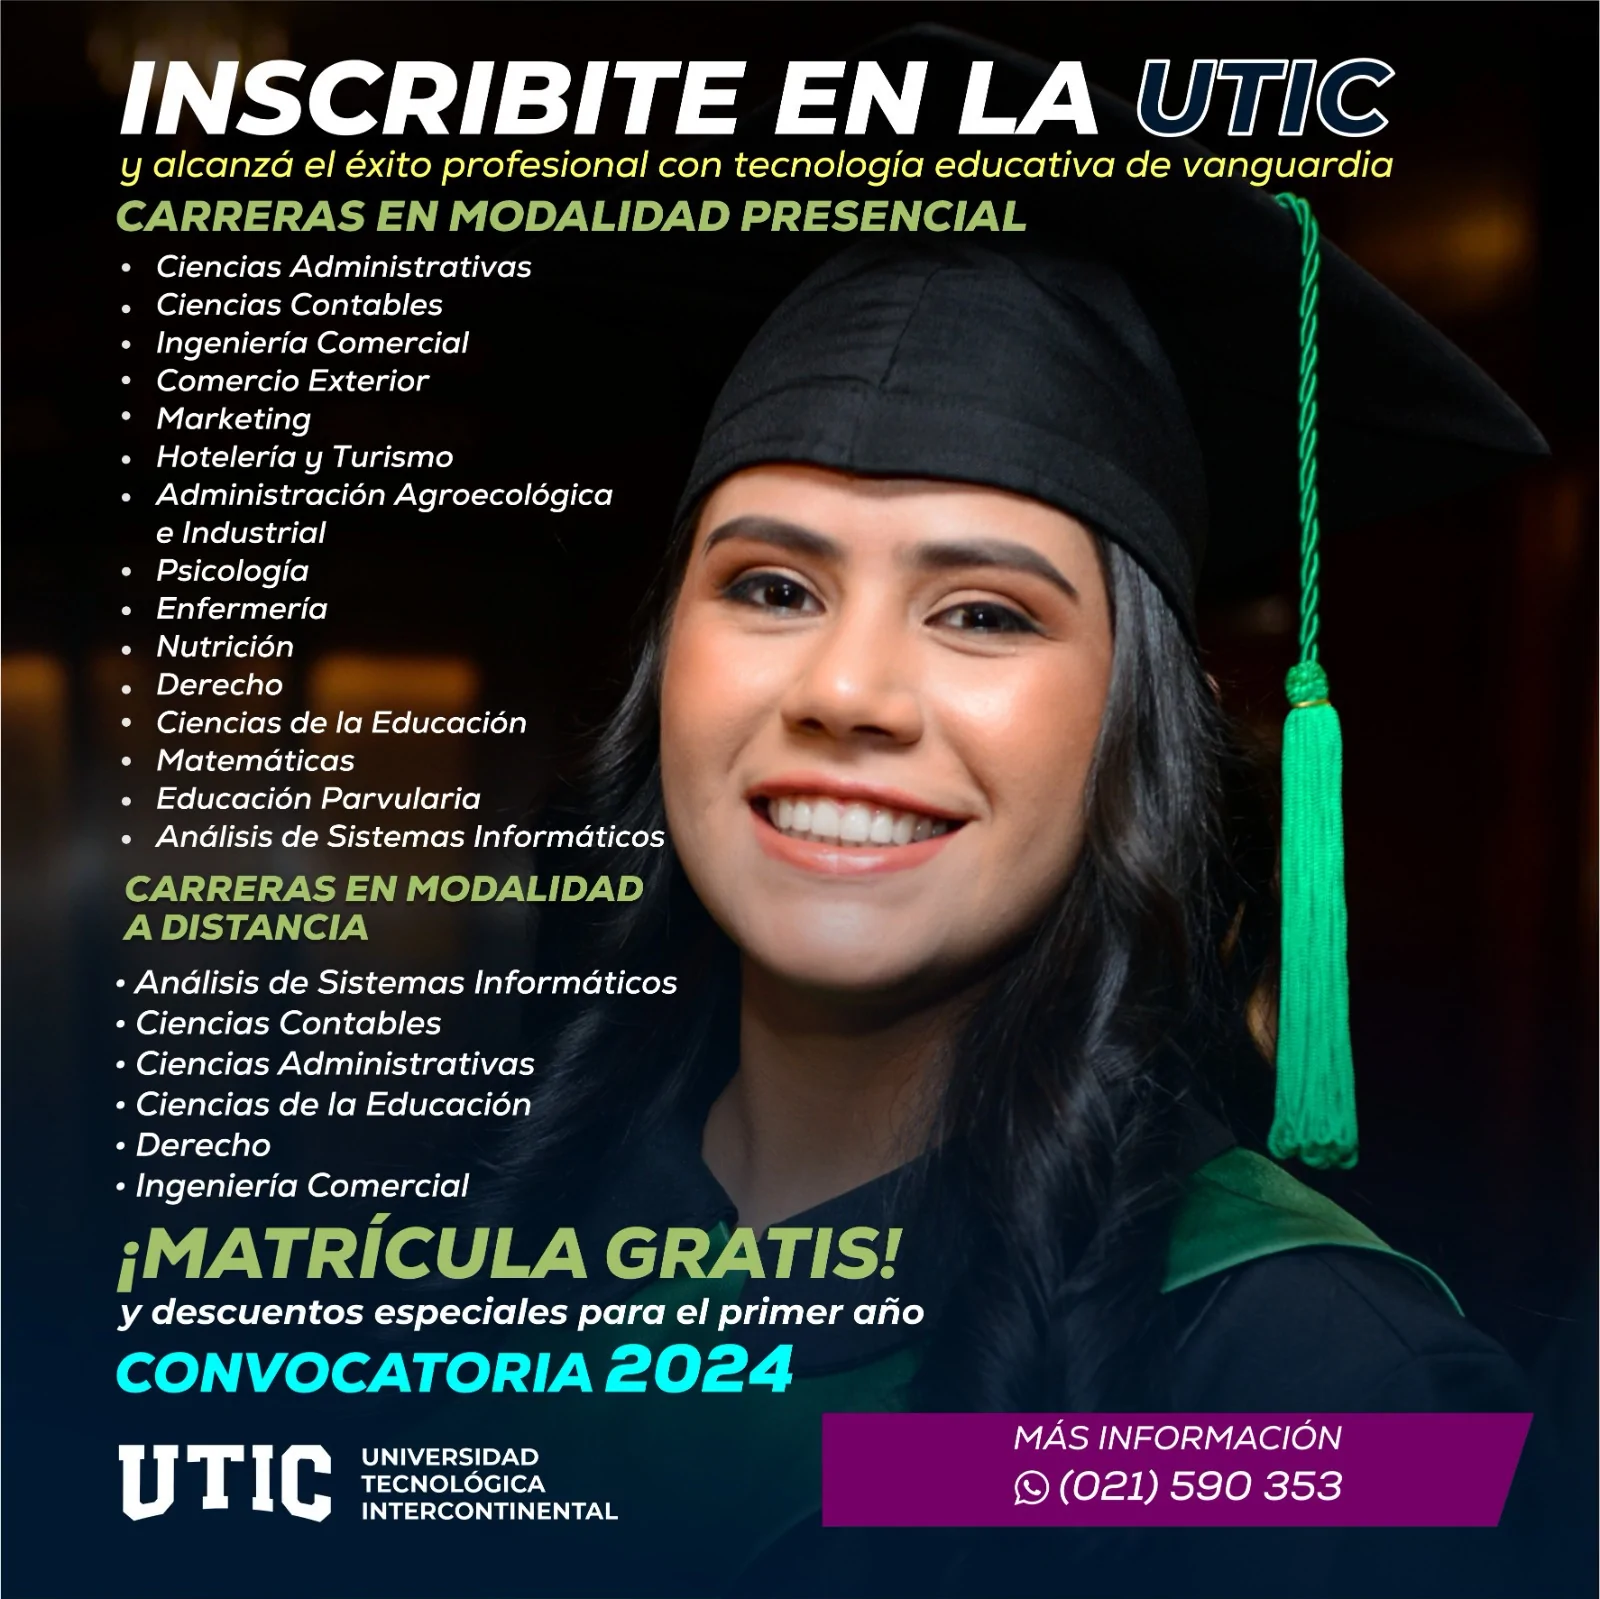 INSCRIBITE EN LA UTIC
y alcanzá el éxito profesional con tecnología educativa de vanguardia
CARRERAS EN MODALIDAD PRESENCIAL
• Ciencias Administrativas
• Ciencias Contables
• Ingeniería Comercial
• Comercio Exterior
• Marketing
• Hotelería y Turismo
• Administración Agroecológica
e Industrial
• Psicología
• Enfermería
• Nutrición
• Derecho
• Ciencias de la Educación
• Matemáticas
• Educación Parvularia
• Análisis de Sistemas Informáticos
CARRERAS EN MODALIDAD
A DISTANCIA
• Análisis de Sistemas Informáticos
• Ciencias Contables
• Ciencias Administrativas
• Ciencias de la Educación
• Derecho
• Ingeniería Comercial
¡MATRÍCULA GRATIS!
y descuentos especiales para el primer año
CONVOCATORIA 2024
UTIC
UNIVERSIDAD
TECNOLÓGICA
INTERCONTINENTAL
MÁS INFORMACIÓN
(021) 590 353